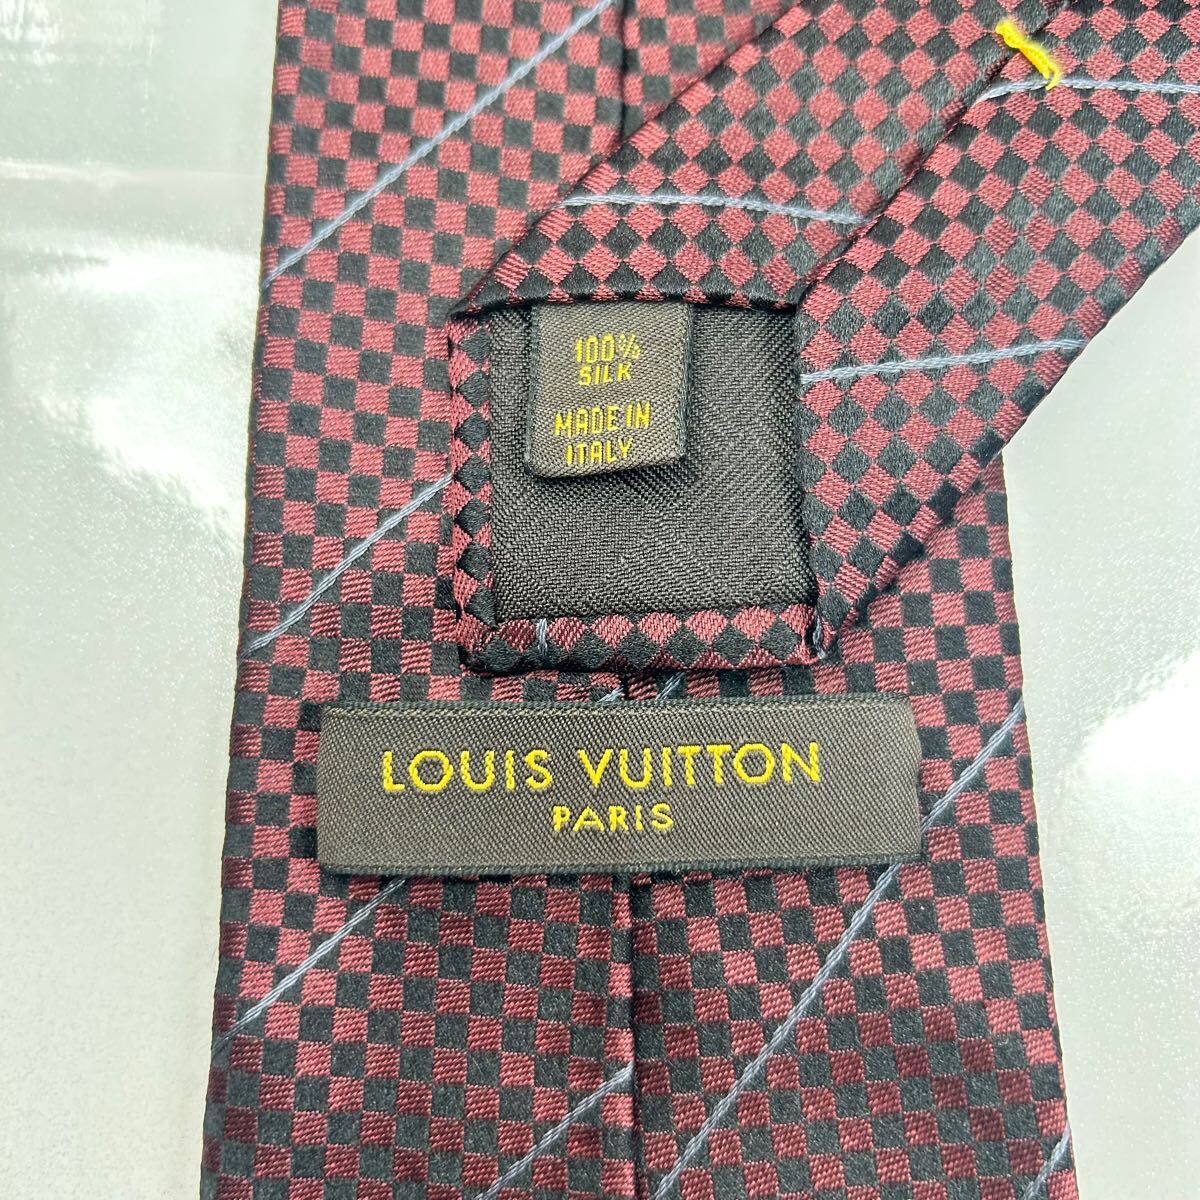 100%
SILK
MADE IN
ITALY
LOUIS VUITTON
PARIS